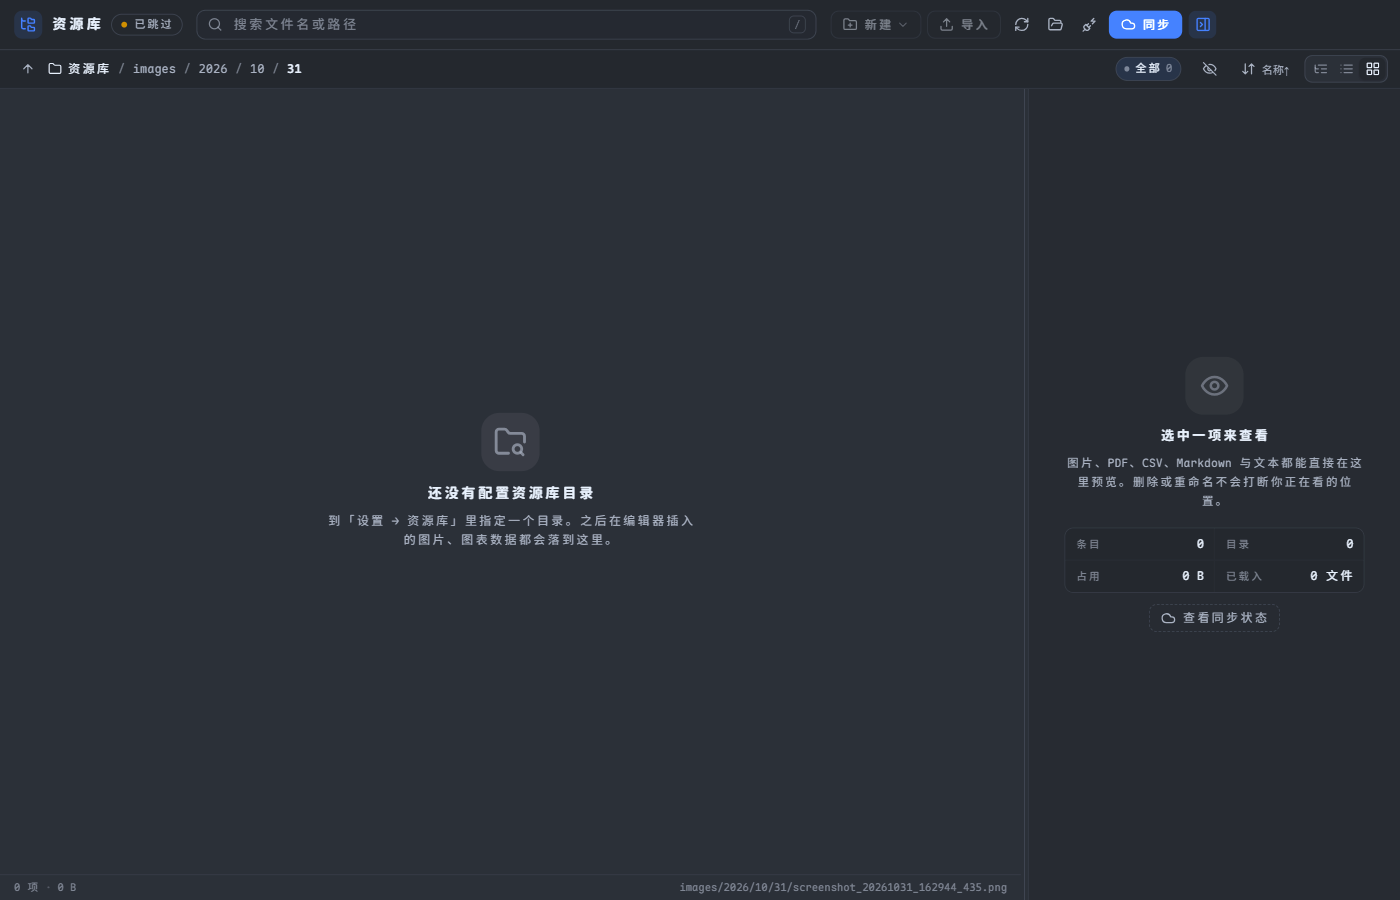 资源库
已跳过
搜索文件名或路径
/
新建
导入
同步
资源库 / images / 2026 / 10 / 31
全部 0
名称↑
还没有配置资源库目录
到「设置 → 资源库」里指定一个目录。之后在编辑器插入
的图片、图表数据都会落到这里。
选中一项来查看
图片、PDF、CSV、Markdown 与文本都能直接在这
里预览。删除或重命名不会打断你正在看的位
置。
条目 0 目录 0
占用 0 B 已载入 0 文件
查看同步状态
0 项 · 0 B
images/2026/10/31/screenshot_20261031_162944_435.png